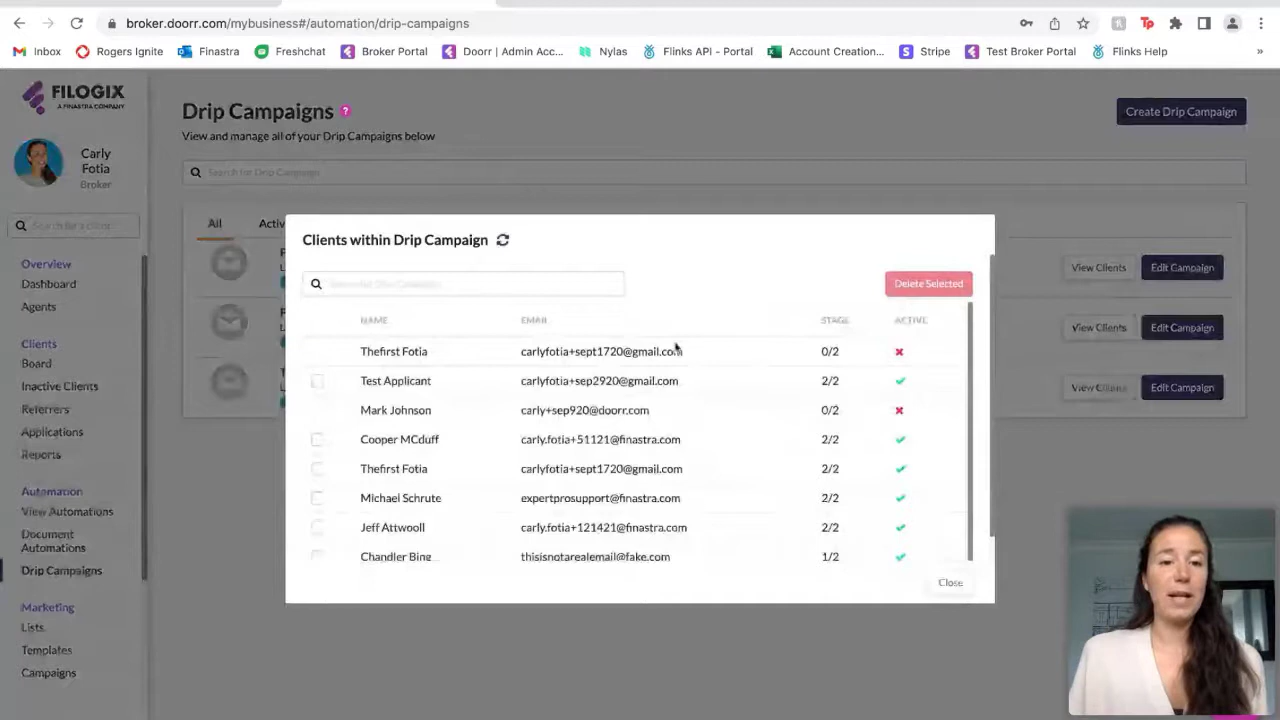 broker.doorr.com/mybusiness#/automation/drip-campaigns
Inbox
Rogers Ignite
Finastra
Freshchat
Broker Portal
Doorr | Admin Acc...
Nylas
Flinks API - Portal
Account Creation...
Stripe
Test Broker Portal
Flinks Help
»
FILOGIX
A FINASTRA COMPANY
Carly
Fotia
Broker
Search for a client
Overview
Dashboard
Agents
Clients
Board
Inactive Clients
Referrers
Applications
Reports
Automation
View Automations
Document
Automations
Drip Campaigns
Marketing
Lists
Templates
Campaigns
Drip Campaigns ?
View and manage all of your Drip Campaigns below
Create Drip Campaign
Search for Drip Campaign
All
Activ
View Clients
Edit Campaign
View Clients
Edit Campaign
View Clients
Edit Campaign
Clients within Drip Campaign
Delete Selected
NAME EMAIL STAGE ACTIVE
Thefirst Fotia carlyfotia+sept1720@gmail.com 0/2
Test Applicant carlyfotia+sep2920@gmail.com 2/2
Mark Johnson carly+sep920@doorr.com 0/2
Cooper MCduff carly.fotia+51121@finastra.com 2/2
Thefirst Fotia carlyfotia+sept1720@gmail.com 2/2
Michael Schrute expertprosupport@finastra.com 2/2
Jeff Attwooll carly.fotia+121421@finastra.com 2/2
Chandler Bing thisisnotarealemail@fake.com 1/2
Close